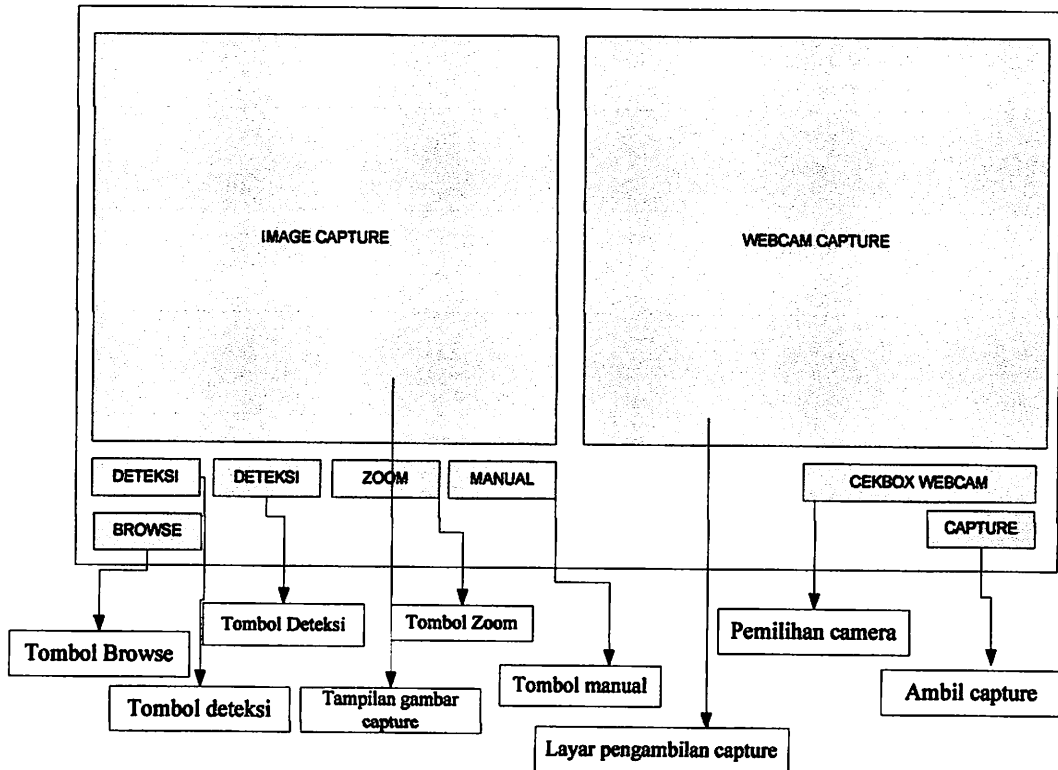 IMAGE CAPTURE
WEBCAM CAPTURE
DETEKSI
DETEKSI
ZOOM
MANUAL
CEKBOX WEBCAM
BROWSE
CAPTURE
Tombol Browse
Tombol Deteksi
Tombol Zoom
Pemilihan camera
Tombol deteksi
Tampilan gambar
capture
Tombol manual
Ambil capture
Layar pengambilan capture